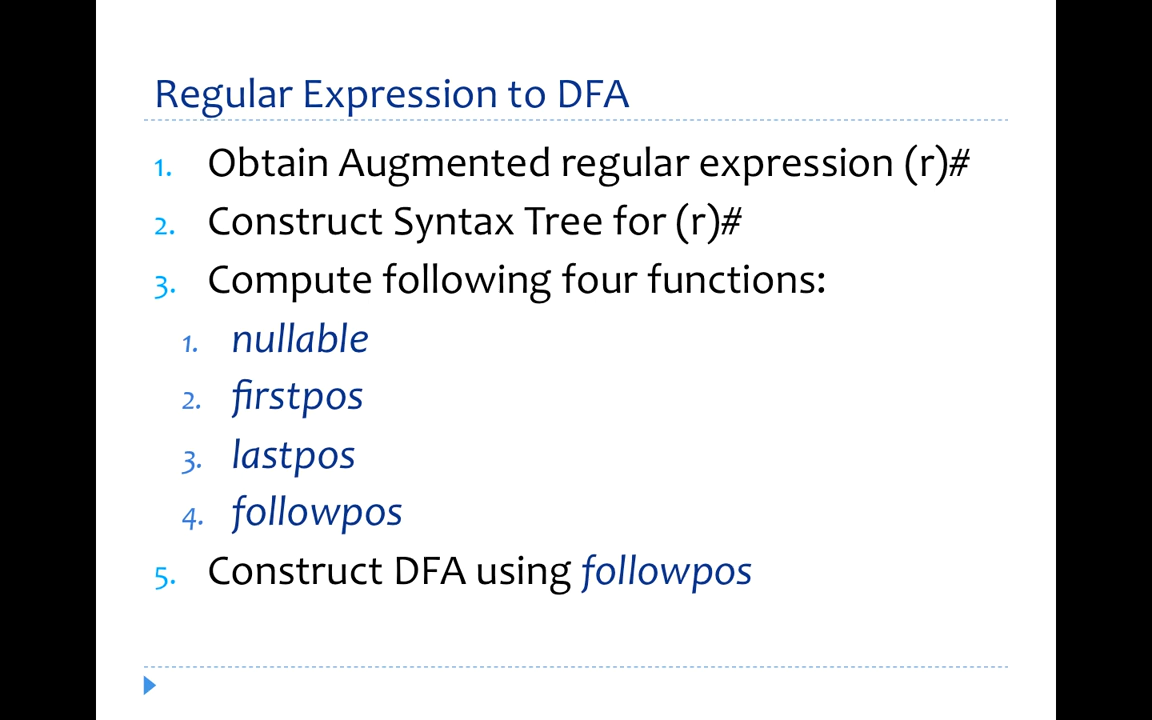 Regular Expression to DFA
1. Obtain Augmented regular expression (r)#
2. Construct Syntax Tree for (r)#
3. Compute following four functions:
1. nullable
2. firstpos
3. lastpos
4. followpos
5. Construct DFA using followpos